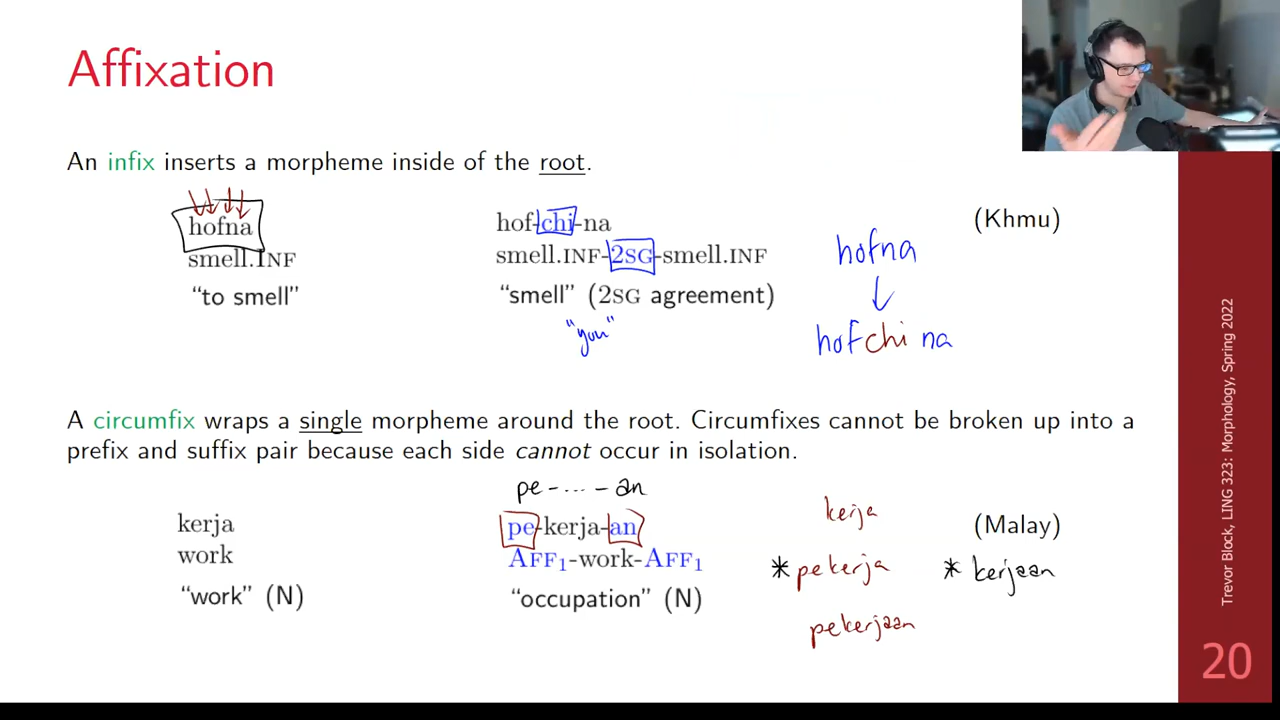 Affixation
An infix inserts a morpheme inside of the root.
hofna
smell.INF
"to smell"
hof-chi-na
smell.INF-2SG-smell.INF
"smell" (2SG agreement)
"you"
(Khmu)
hofna
↓
hofchi na
A circumfix wraps a single morpheme around the root. Circumfixes cannot be broken up into a
prefix and suffix pair because each side cannot occur in isolation.
kerja
work
"work" (N)
pe-...-an
pe-kerja-an
AFF1-work-AFF1
"occupation" (N)
kerja
*pekerja
pekerjaan
(Malay)
* kerjaan
Trevor Block, LING 323: Morphology, Spring 2022
20